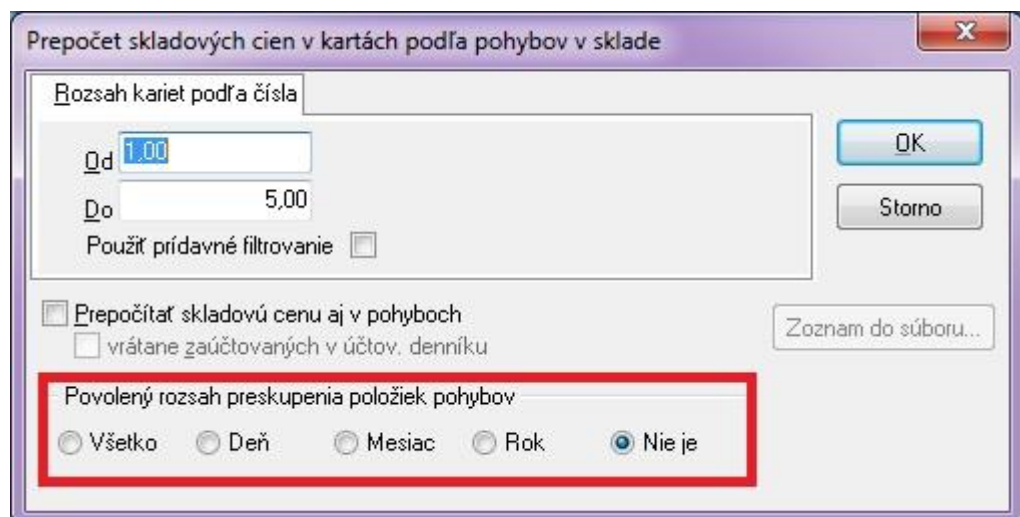 Prepočet skladových cien v kartách podľa pohybov v sklade
Rozsah kariet podľa čísla
Od 1,00
Do 5,00
Použiť prídavné filtrovanie
OK
Storno
Prepočítať skladovú cenu aj v pohyboch
vrátane zaúčtovaných v účtov. denníku
Zoznam do súboru...
Povolený rozsah preskupenia položiek pohybov
Všetko Deň Mesiac Rok Nie je